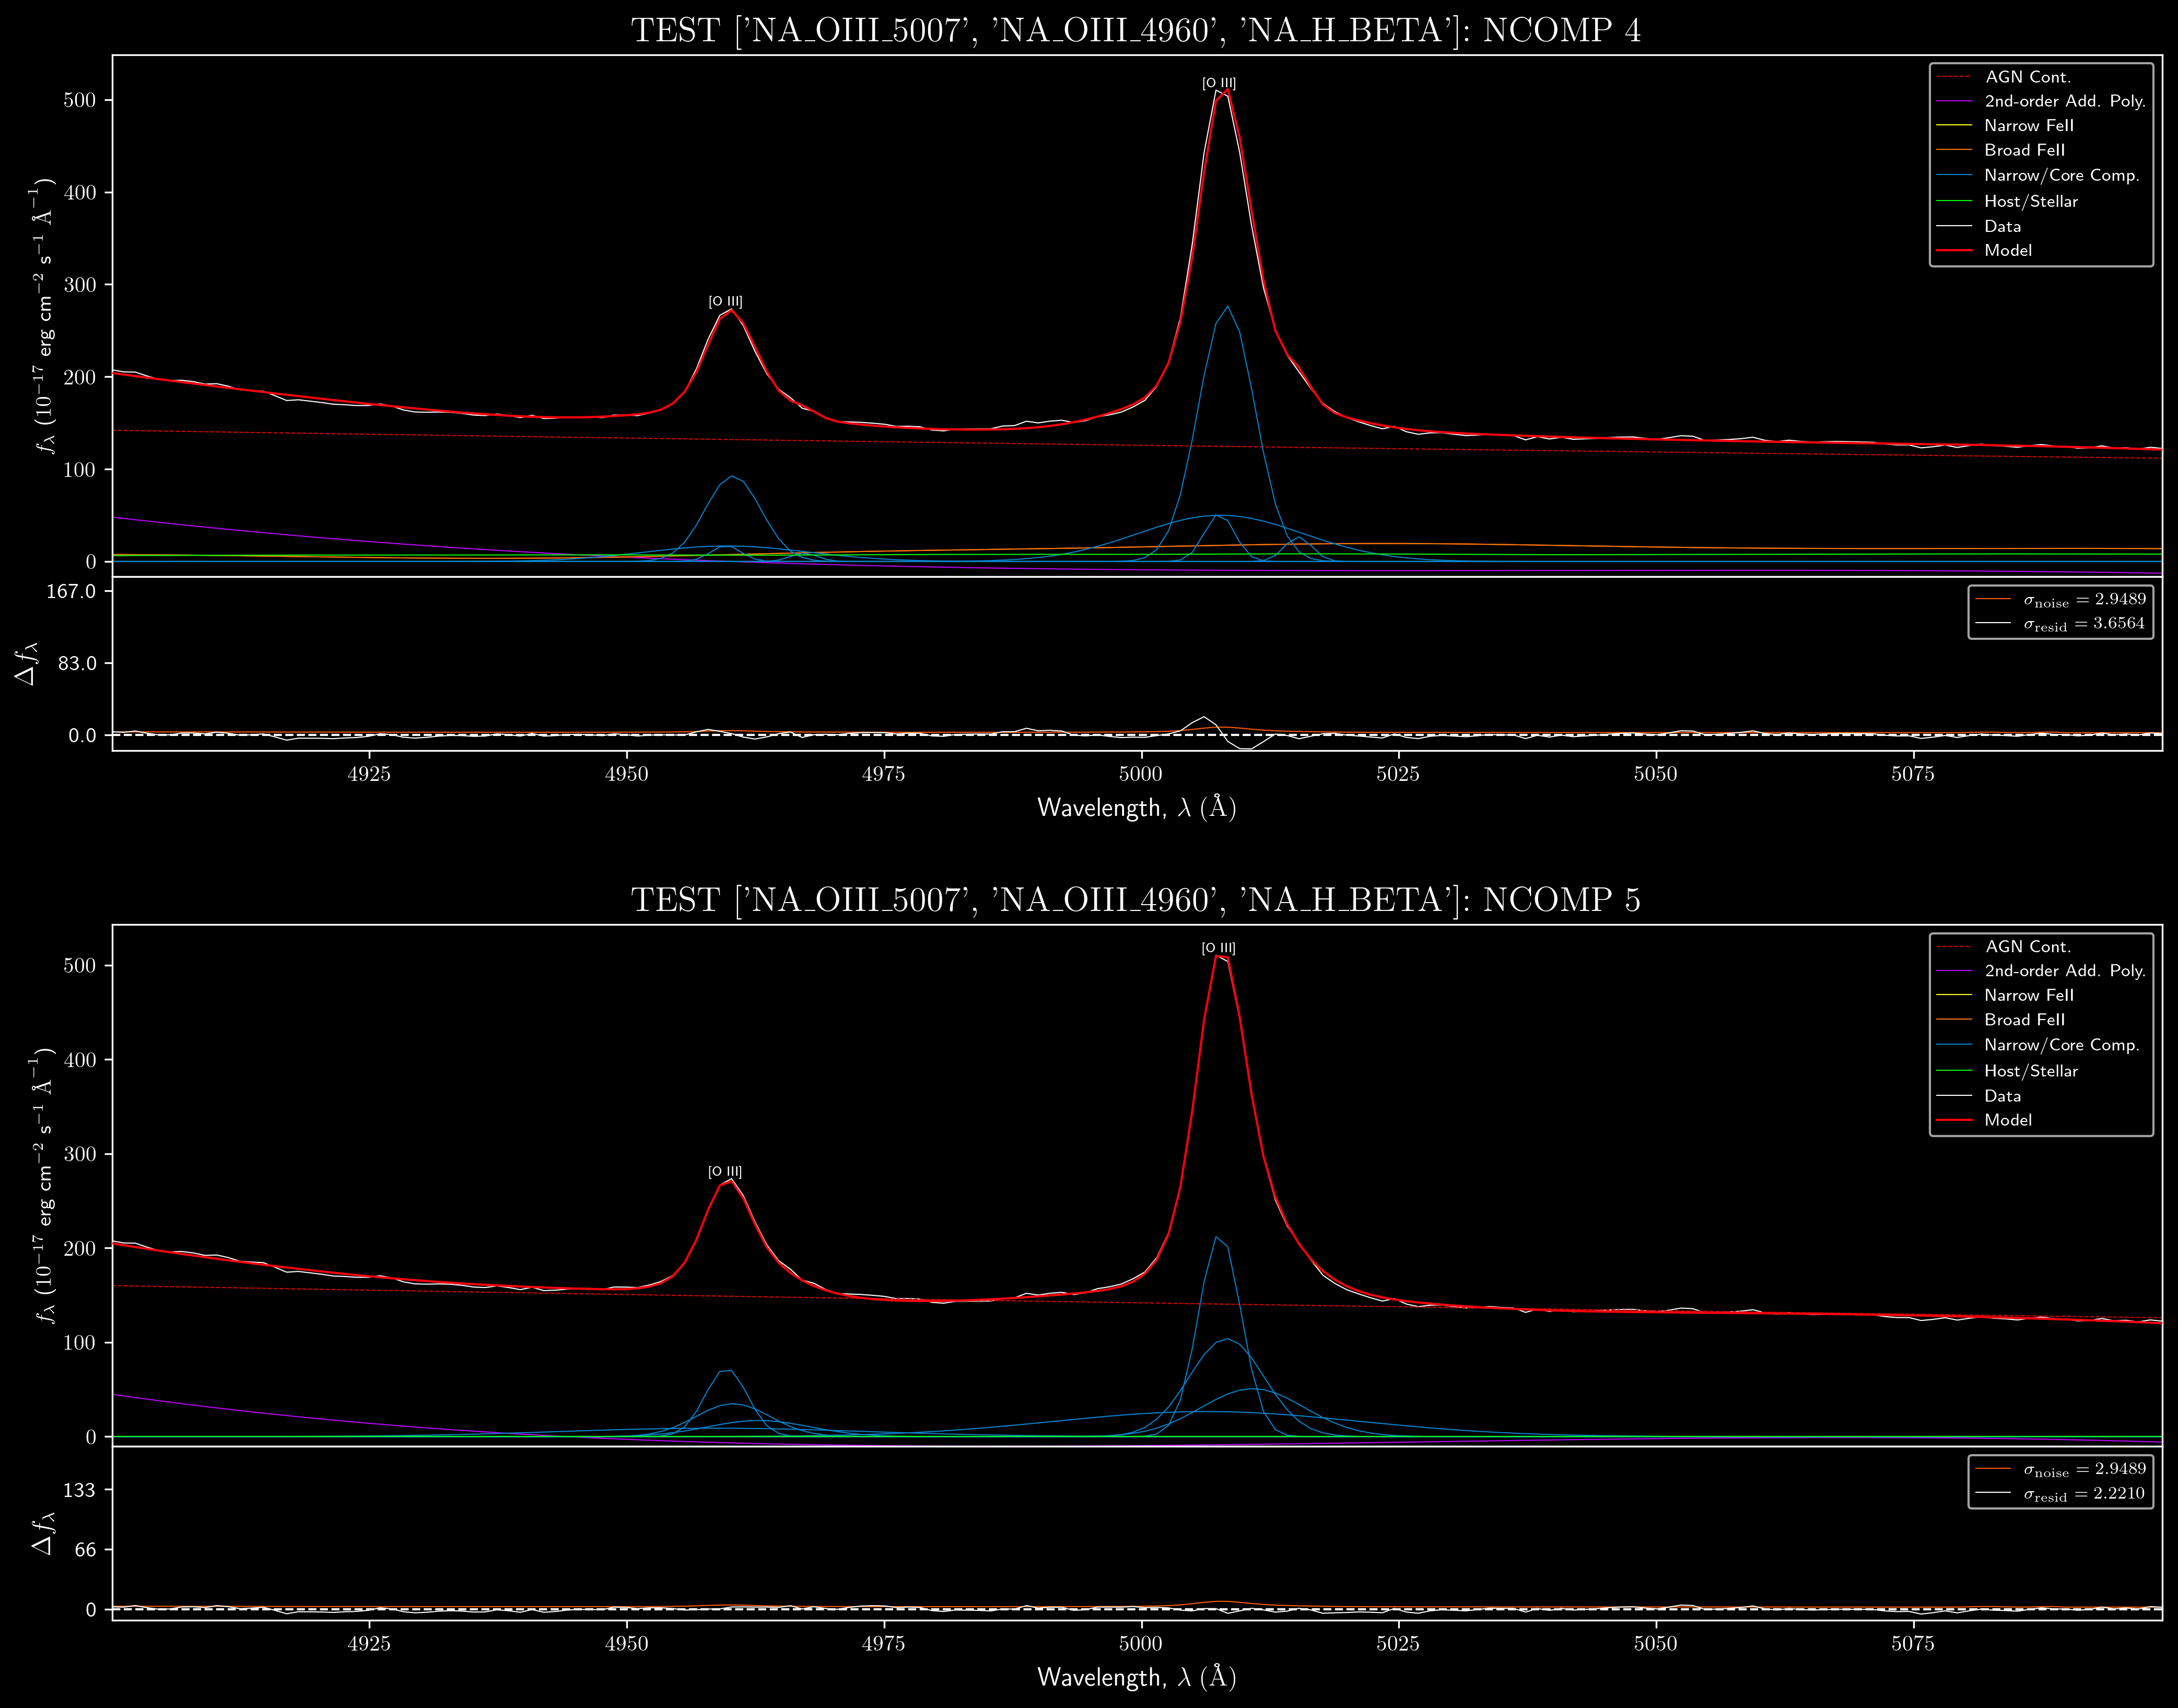 TEST ['NA_OIII_5007', 'NA_OIII_4960', 'NA_H_BETA']: NCOMP 4
fλ (10−17 erg cm−2 s−1 Å−1)
500
400
300
200
100
0
[O III]
[O III]
AGN Cont.
2nd-order Add. Poly.
Narrow FeII
Broad FeII
Narrow/Core Comp.
Host/Stellar
Data
Model
Δfλ
167.0
83.0
0.0
σnoise = 2.9489
σresid = 3.6564
4925 4950 4975 5000 5025 5050 5075
Wavelength, λ (Å)
TEST ['NA_OIII_5007', 'NA_OIII_4960', 'NA_H_BETA']: NCOMP 5
fλ (10−17 erg cm−2 s−1 Å−1)
500
400
300
200
100
0
[O III]
[O III]
AGN Cont.
2nd-order Add. Poly.
Narrow FeII
Broad FeII
Narrow/Core Comp.
Host/Stellar
Data
Model
Δfλ
133
66
0
σnoise = 2.9489
σresid = 2.2210
4925 4950 4975 5000 5025 5050 5075
Wavelength, λ (Å)